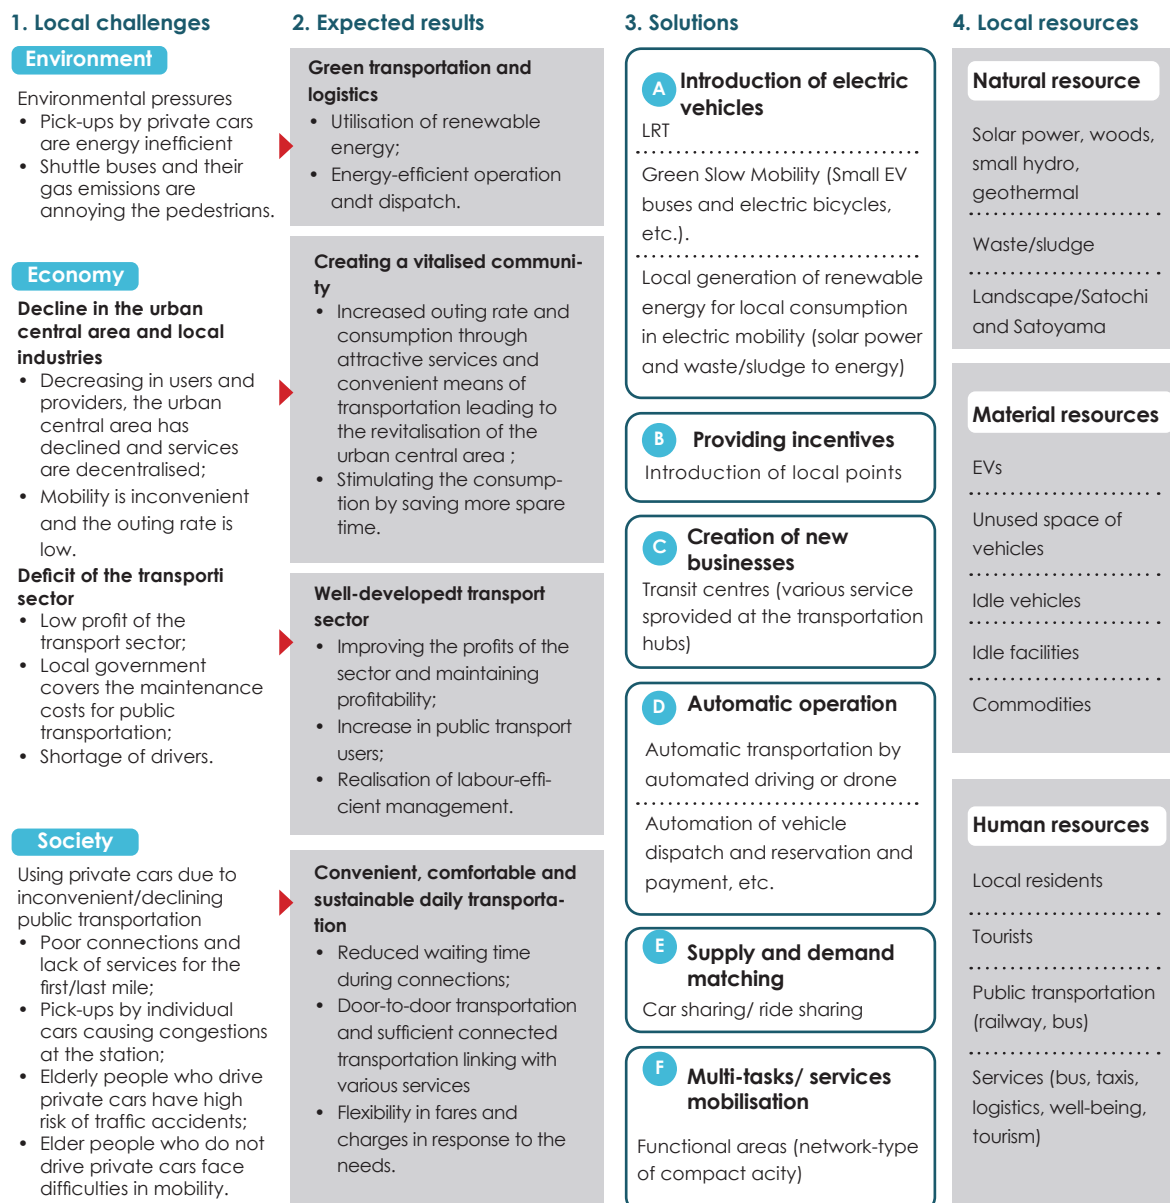 1. Local challenges
Environment
Environmental pressures
• Pick-ups by private cars
are energy inefficient
• Shuttle buses and their
gas emissions are
annoying the pedestrians.
Economy
Decline in the urban
central area and local
industries
• Decreasing in users and
providers, the urban
central area has
declined and services
are decentralised;
• Mobility is inconvenient
and the outing rate is
low.
Deficit of the transporti
sector
• Low profit of the
transport sector;
• Local government
covers the maintenance
costs for public
transportation;
• Shortage of drivers.
Society
Using private cars due to
inconvenient/declining
public transportation
• Poor connections and
lack of services for the
first/last mile;
• Pick-ups by individual
cars causing congestions
at the station;
• Elderly people who drive
private cars have high
risk of traffic accidents;
• Elder people who do not
drive private cars face
difficulties in mobility.
2. Expected results
Green transportation and
logistics
• Utilisation of renewable
energy;
• Energy-efficient operation
andt dispatch.
Creating a vitalised communi-
ty
• Increased outing rate and
consumption through
attractive services and
convenient means of
transportation leading to
the revitalisation of the
urban central area ;
• Stimulating the consump-
tion by saving more spare
time.
Well-developedt transport
sector
• Improving the profits of the
sector and maintaining
profitability;
• Increase in public transport
users;
• Realisation of labour-effi-
cient management.
Convenient, comfortable and
sustainable daily transporta-
tion
• Reduced waiting time
during connections;
• Door-to-door transportation
and sufficient connected
transportation linking with
various services
• Flexibility in fares and
charges in response to the
needs.
3. Solutions
A Introduction of electric
vehicles
LRT
Green Slow Mobility (Small EV
buses and electric bicycles,
etc.).
Local generation of renewable
energy for local consumption
in electric mobility (solar power
and waste/sludge to energy)
B Providing incentives
Introduction of local points
C Creation of new
businesses
Transit centres (various service
sprovided at the transportation
hubs)
D Automatic operation
Automatic transportation by
automated driving or drone
Automation of vehicle
dispatch and reservation and
payment, etc.
E Supply and demand
matching
Car sharing/ ride sharing
F Multi-tasks/ services
mobilisation
Functional areas (network-type
of compact acity)
4. Local resources
Natural resource
Solar power, woods,
small hydro,
geothermal
Waste/sludge
Landscape/Satochi
and Satoyama
Material resources
EVs
Unused space of
vehicles
Idle vehicles
Idle facilities
Commodities
Human resources
Local residents
Tourists
Public transportation
(railway, bus)
Services (bus, taxis,
logistics, well-being,
tourism)